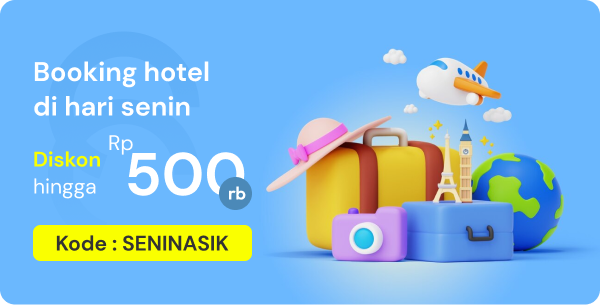 Booking hotel
di hari senin
Diskon
hingga
Rp
500
rb
Kode : SENINASIK